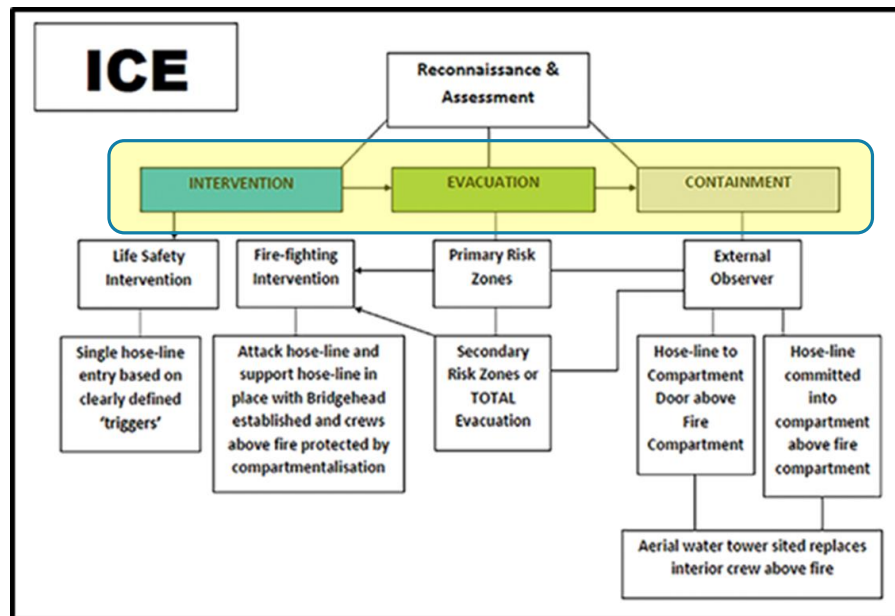 ICE
Reconnaissance &
Assessment
INTERVENTION
EVACUATION
CONTAINMENT
Life Safety
Intervention
Fire-fighting
Intervention
Primary Risk
Zones
External
Observer
Single hose-line
entry based on
clearly defined
‘triggers’
Attack hose-line and
support hose-line in
place with Bridgehead
established and crews
above fire protected by
compartmentalisation
Secondary
Risk Zones or
TOTAL
Evacuation
Hose-line to
Compartment
Door above
Fire
Compartment
Hose-line
committed
into
compartment
above fire
compartment
Aerial water tower sited replaces
interior crew above fire